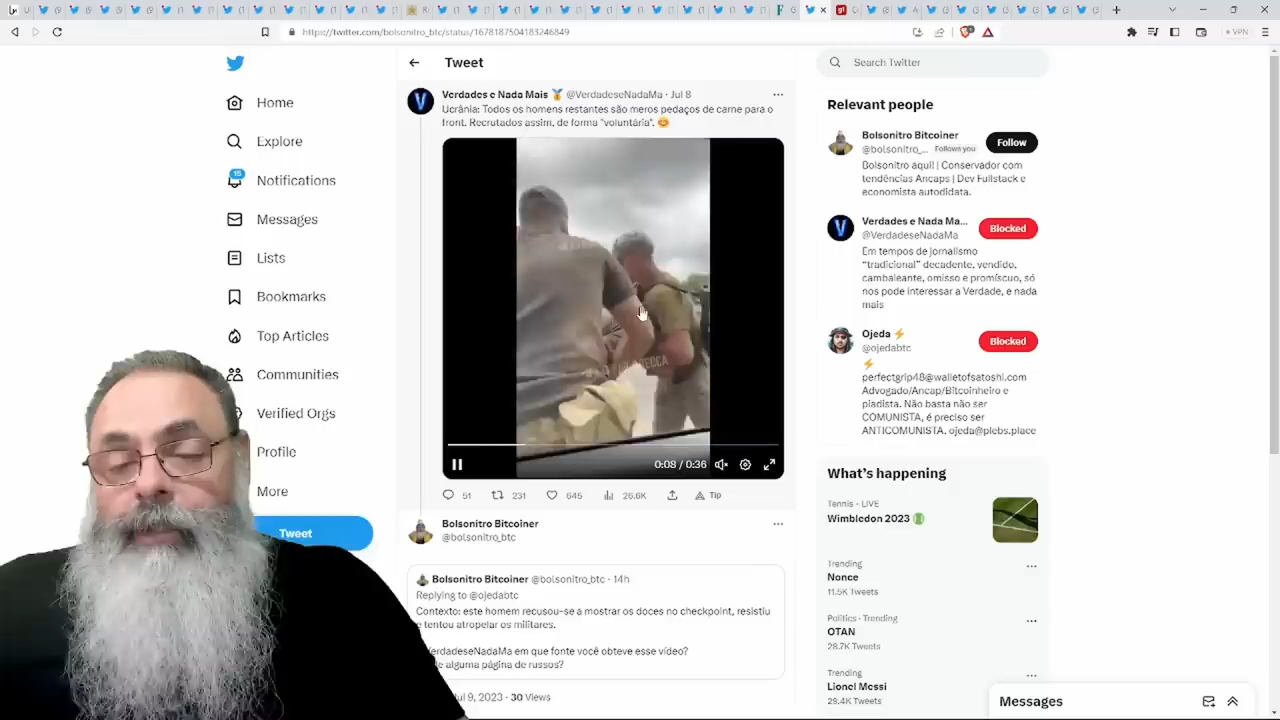 https://twitter.com/bolsonitro_btc/status/1678187504183246849
VPN
Home
Explore
15
Notifications
Messages
Lists
Bookmarks
Top Articles
Communities
Verified Orgs
Profile
More
Tweet
Tweet
Verdades e Nada Mais 🏅 @VerdadeseNadaMa · Jul 8
Ucrânia: Todos os homens restantes são meros pedaços de carne para o
front. Recrutados assim, de forma "voluntária". 😊
0:08 / 0:36
51
231
645
26.6K
Tip
Bolsonitro Bitcoiner
@bolsonitro_btc
Bolsonitro Bitcoiner @bolsonitro_btc · 14h
Replying to @ojedabtc
Contexto: este homem recusou-se a mostrar os doces no checkpoint, resistiu
e tentou atropelar os militares.
VerdadeseNadaMa em que fonte você obteve esse vídeo?
de alguma página de russos?
Jul 9, 2023 · 30 Views
Search Twitter
Relevant people
Bolsonitro Bitcoiner
@bolsonitro_... Follows you
Follow
Bolsonitro aqui! | Conservador com
tendências Ancaps | Dev Fullstack e
economista autodidata.
Verdades e Nada Ma...
@VerdadeseNadaMa
Blocked
Em tempos de jornalismo
"tradicional" decadente, vendido,
cambaleante, omisso e promíscuo, só
nos pode interessar a Verdade, e nada
mais
Ojeda ⚡
@ojedabtc
Blocked
⚡
perfectgrip48@walletofsatoshi.com
Advogado/Ancap/Bitcoinheiro e
piadista. Não basta não ser
COMUNISTA, é preciso ser
ANTICOMUNISTA. ojeda@plebs.place
What's happening
Tennis · LIVE
Wimbledon 2023
Trending
Nonce
11.5K Tweets
Politics · Trending
OTAN
28.7K Tweets
Trending
Lionel Messi
29.4K Tweets
Messages